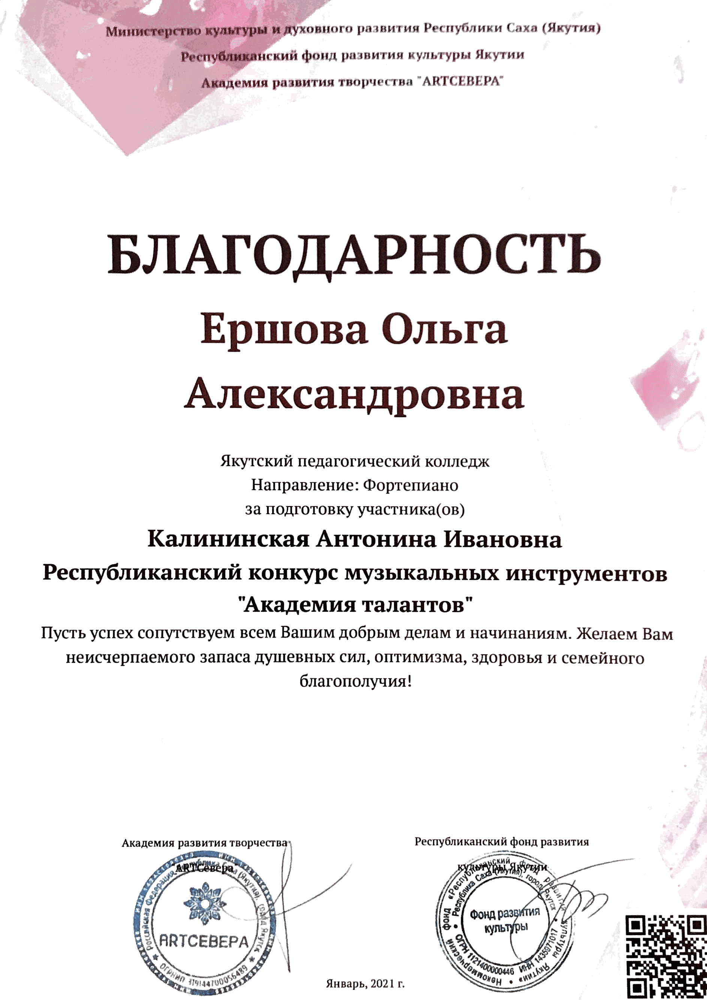 Министерство культуры и духовного развития Республики Саха (Якутия)
Республиканский фонд развития культуры Якутии
Академия развития творчества "ARTСЕВЕРА"
БЛАГОДАРНОСТЬ
Ершова Ольга
Александровна
Якутский педагогический колледж
Направление: Фортепиано
за подготовку участника(ов)
Калининская Антонина Ивановна
Республиканский конкурс музыкальных инструментов
"Академия талантов"
Пусть успех сопутствуем всем Вашим добрым делам и начинаниям. Желаем Вам
неисчерпаемого запаса душевных сил, оптимизма, здоровья и семейного
благополучия!
Академия развития творчества
"ARTСевера"
Республиканский фонд развития
культуры Якутии
Российская Федерация, Республика Саха (Якутия), город Якутск
ОГРНИП 319144700056489
ARTСЕВЕРА
Некоммерческий фонд «Республиканский фонд развития культуры Якутии»
Республика Саха (Якутия), город Якутск
ОГРН 1121400000446 ИНН 1435971017
Фонд развития
культуры
Январь, 2021 г.